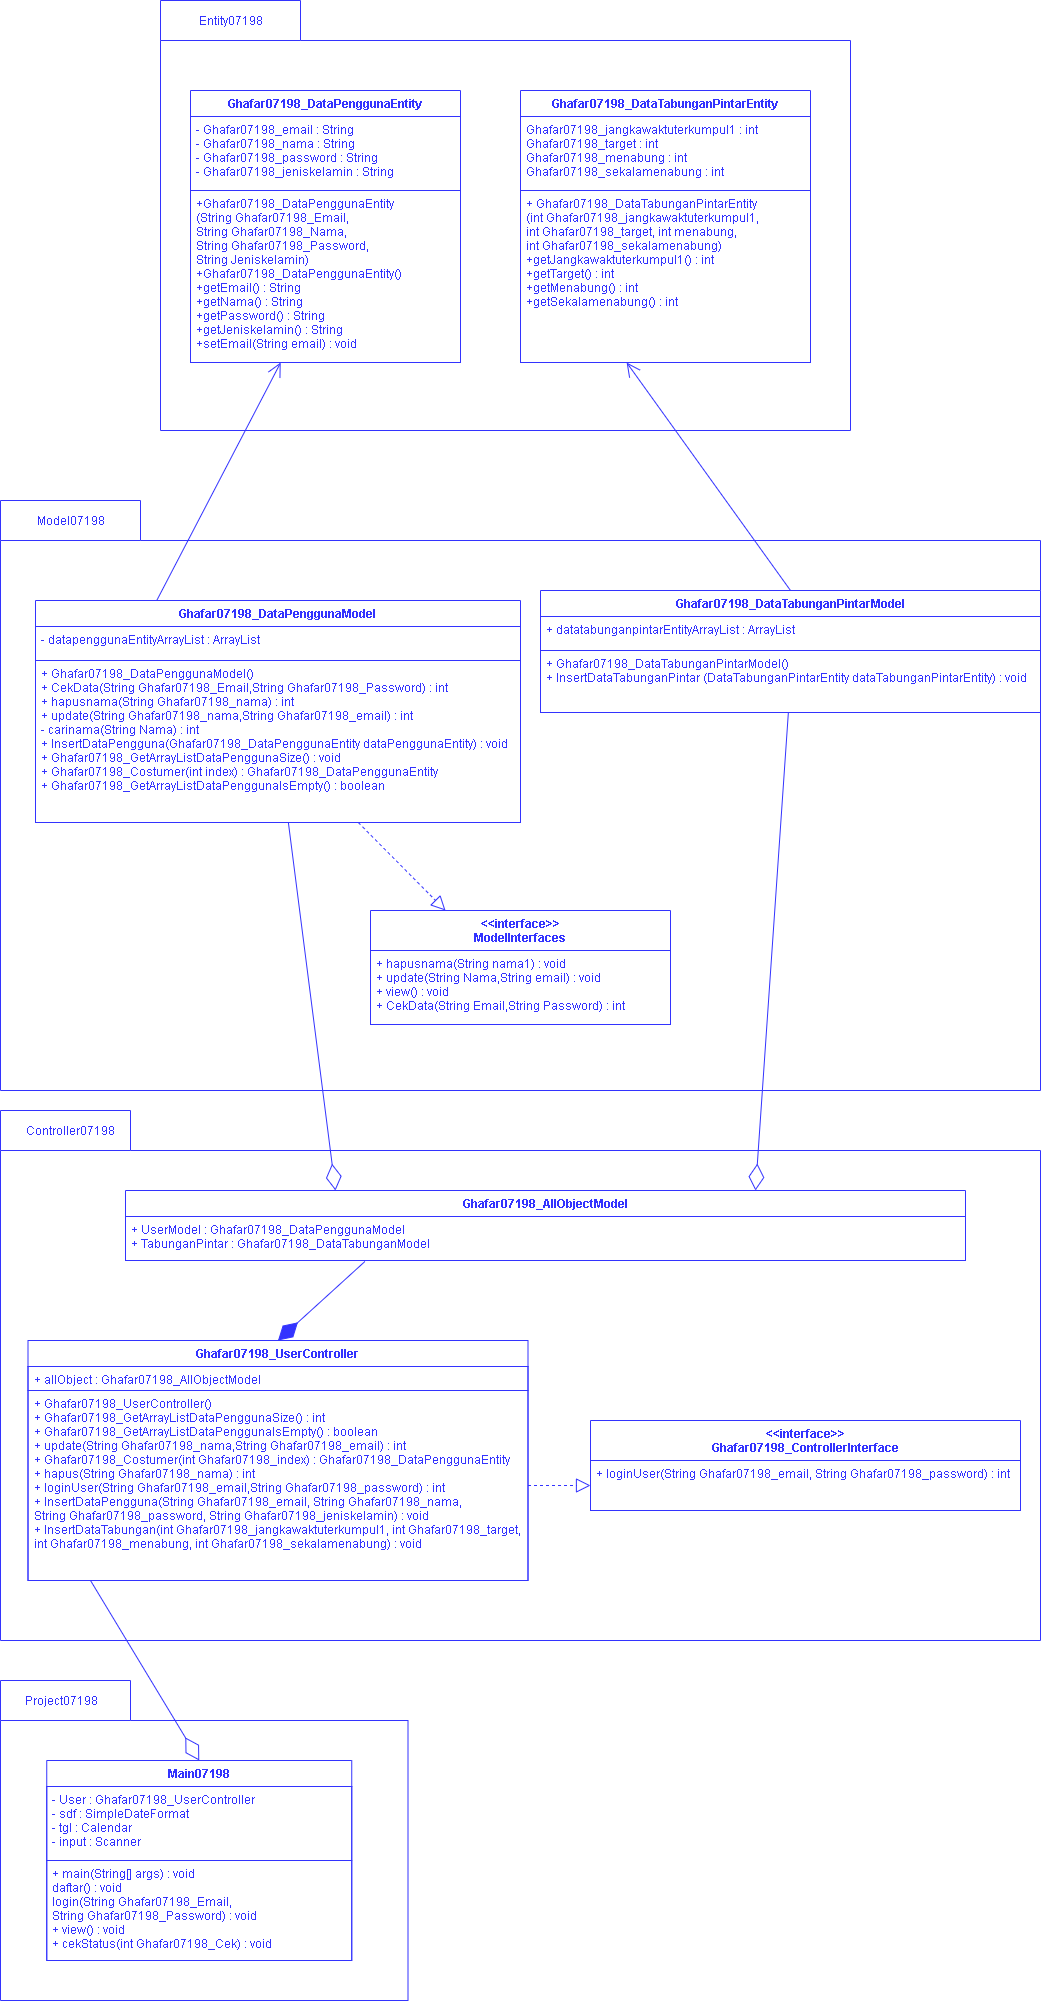 Entity07198
Ghafar07198_DataPenggunaEntity
- Ghafar07198_email : String
- Ghafar07198_nama : String
- Ghafar07198_password : String
- Ghafar07198_jeniskelamin : String
+Ghafar07198_DataPenggunaEntity
(String Ghafar07198_Email,
String Ghafar07198_Nama,
String Ghafar07198_Password,
String Jeniskelamin)
+Ghafar07198_DataPenggunaEntity()
+getEmail() : String
+getNama() : String
+getPassword() : String
+getJeniskelamin() : String
+setEmail(String email) : void
Ghafar07198_DataTabunganPintarEntity
Ghafar07198_jangkawaktuterkumpul1 : int
Ghafar07198_target : int
Ghafar07198_menabung : int
Ghafar07198_sekalamenabung : int
+ Ghafar07198_DataTabunganPintarEntity
(int Ghafar07198_jangkawaktuterkumpul1,
int Ghafar07198_target, int menabung,
int Ghafar07198_sekalamenabung)
+getJangkawaktuterkumpul1() : int
+getTarget() : int
+getMenabung() : int
+getSekalamenabung() : int
Model07198
Ghafar07198_DataPenggunaModel
- datapenggunaEntityArrayList : ArrayList
+ Ghafar07198_DataPenggunaModel()
+ CekData(String Ghafar07198_Email,String Ghafar07198_Password) : int
+ hapusnama(String Ghafar07198_nama) : int
+ update(String Ghafar07198_nama,String Ghafar07198_email) : int
- carinama(String Nama) : int
+ InsertDataPengguna(Ghafar07198_DataPenggunaEntity dataPenggunaEntity) : void
+ Ghafar07198_GetArrayListDataPenggunaSize() : void
+ Ghafar07198_Costumer(int index) : Ghafar07198_DataPenggunaEntity
+ Ghafar07198_GetArrayListDataPenggunaIsEmpty() : boolean
Ghafar07198_DataTabunganPintarModel
+ datatabunganpintarEntityArrayList : ArrayList
+ Ghafar07198_DataTabunganPintarModel()
+ InsertDataTabunganPintar (DataTabunganPintarEntity dataTabunganPintarEntity) : void
<<interface>>
ModelInterfaces
+ hapusnama(String nama1) : void
+ update(String Nama,String email) : void
+ view() : void
+ CekData(String Email,String Password) : int
Controller07198
Ghafar07198_AllObjectModel
+ UserModel : Ghafar07198_DataPenggunaModel
+ TabunganPintar : Ghafar07198_DataTabunganModel
Ghafar07198_UserController
+ allObject : Ghafar07198_AllObjectModel
+ Ghafar07198_UserController()
+ Ghafar07198_GetArrayListDataPenggunaSize() : int
+ Ghafar07198_GetArrayListDataPenggunaIsEmpty() : boolean
+ update(String Ghafar07198_nama,String Ghafar07198_email) : int
+ Ghafar07198_Costumer(int Ghafar07198_index) : Ghafar07198_DataPenggunaEntity
+ hapus(String Ghafar07198_nama) : int
+ loginUser(String Ghafar07198_email,String Ghafar07198_password) : int
+ InsertDataPengguna(String Ghafar07198_email, String Ghafar07198_nama,
String Ghafar07198_password, String Ghafar07198_jeniskelamin) : void
+ InsertDataTabungan(int Ghafar07198_jangkawaktuterkumpul1, int Ghafar07198_target,
int Ghafar07198_menabung, int Ghafar07198_sekalamenabung) : void
<<interface>>
Ghafar07198_ControllerInterface
+ loginUser(String Ghafar07198_email, String Ghafar07198_password) : int
Project07198
Main07198
- User : Ghafar07198_UserController
- sdf : SimpleDateFormat
- tgl : Calendar
- input : Scanner
+ main(String[] args) : void
daftar() : void
login(String Ghafar07198_Email,
String Ghafar07198_Password) : void
+ view() : void
+ cekStatus(int Ghafar07198_Cek) : void